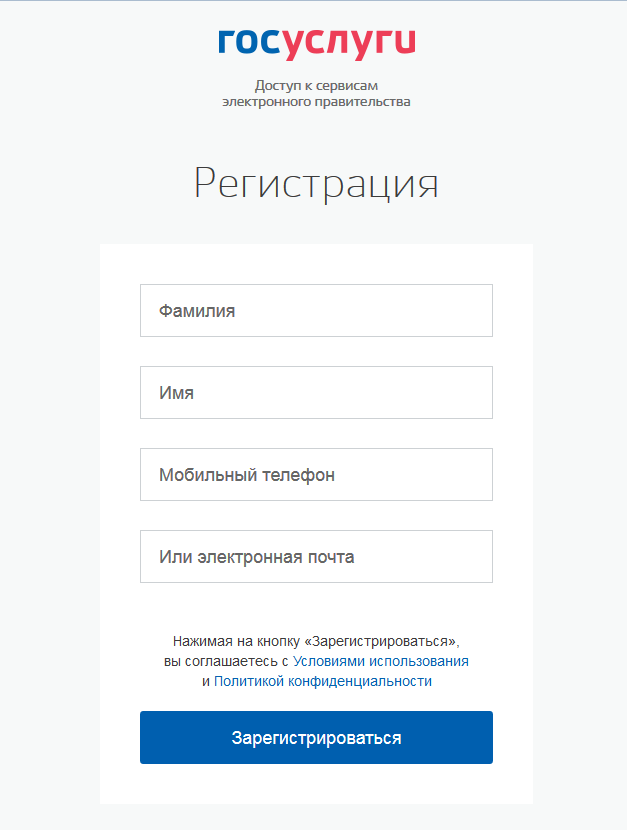 госуслуги
Доступ к сервисам
электронного правительства
Регистрация
Фамилия
Имя
Мобильный телефон
Или электронная почта
Нажимая на кнопку «Зарегистрироваться»,
вы соглашаетесь с Условиями использования
и Политикой конфиденциальности
Зарегистрироваться